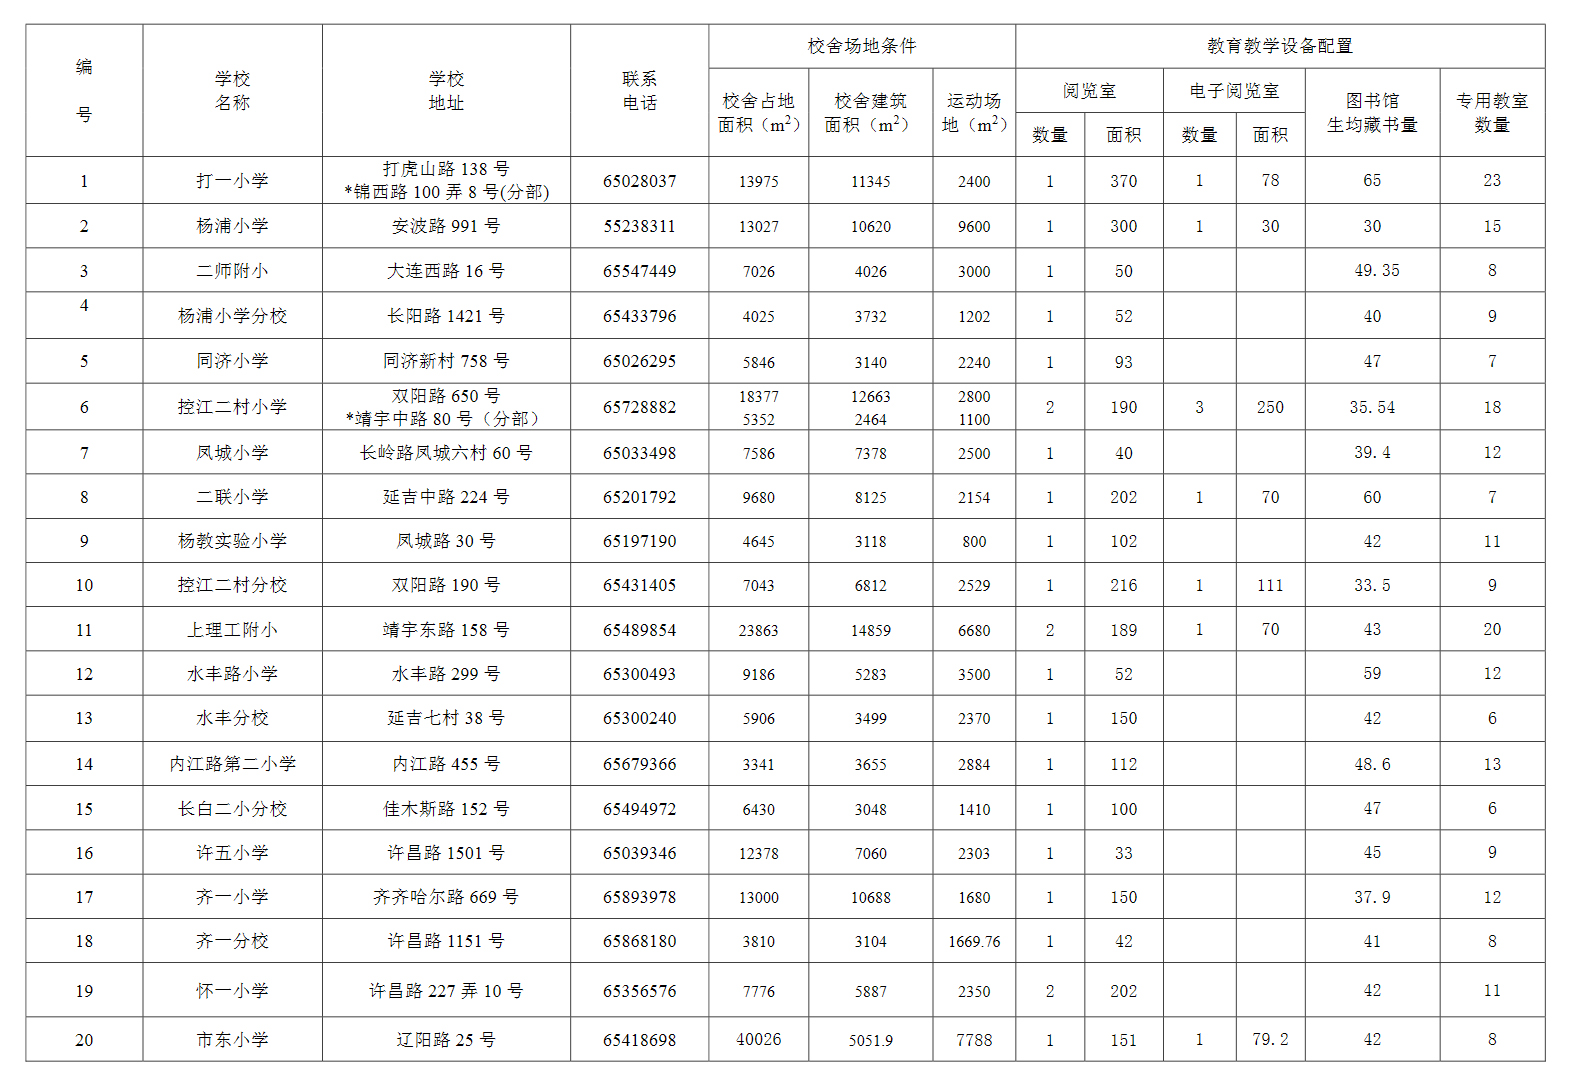 编号 学校名称 学校地址 联系电话 校舍场地条件 教育教学设备配置
校舍占地面积（m²） 校舍建筑面积（m²） 运动场地（m²） 阅览室 电子阅览室 图书馆生均藏书量 专用教室数量
数量 面积 数量 面积
1 打一小学 打虎山路 138 号 *锦西路 100 弄 8 号(分部) 65028037 13975 11345 2400 1 370 1 78 65 23
2 杨浦小学 安波路 991 号 55238311 13027 10620 9600 1 300 1 30 30 15
3 二师附小 大连西路 16 号 65547449 7026 4026 3000 1 50 49.35 8
4 杨浦小学分校 长阳路 1421 号 65433796 4025 3732 1202 1 52 40 9
5 同济小学 同济新村 758 号 65026295 5846 3140 2240 1 93 47 7
6 控江二村小学 双阳路 650 号 *靖宇中路 80 号（分部） 65728882 18377 5352 12663 2464 2800 1100 2 190 3 250 35.54 18
7 凤城小学 长岭路凤城六村 60 号 65033498 7586 7378 2500 1 40 39.4 12
8 二联小学 延吉中路 224 号 65201792 9680 8125 2154 1 202 1 70 60 7
9 杨教实验小学 凤城路 30 号 65197190 4645 3118 800 1 102 42 11
10 控江二村分校 双阳路 190 号 65431405 7043 6812 2529 1 216 1 111 33.5 9
11 上理工附小 靖宇东路 158 号 65489854 23863 14859 6680 2 189 1 70 43 20
12 水丰路小学 水丰路 299 号 65300493 9186 5283 3500 1 52 59 12
13 水丰分校 延吉七村 38 号 65300240 5906 3499 2370 1 150 42 6
14 内江路第二小学 内江路 455 号 65679366 3341 3655 2884 1 112 48.6 13
15 长白二小分校 佳木斯路 152 号 65494972 6430 3048 1410 1 100 47 6
16 许五小学 许昌路 1501 号 65039346 12378 7060 2303 1 33 45 9
17 齐一小学 齐齐哈尔路 669 号 65893978 13000 10688 1680 1 150 37.9 12
18 齐一分校 许昌路 1151 号 65868180 3810 3104 1669.76 1 42 41 8
19 怀一小学 许昌路 227 弄 10 号 65356576 7776 5887 2350 2 202 42 11
20 市东小学 辽阳路 25 号 65418698 40026 5051.9 7788 1 151 1 79.2 42 8